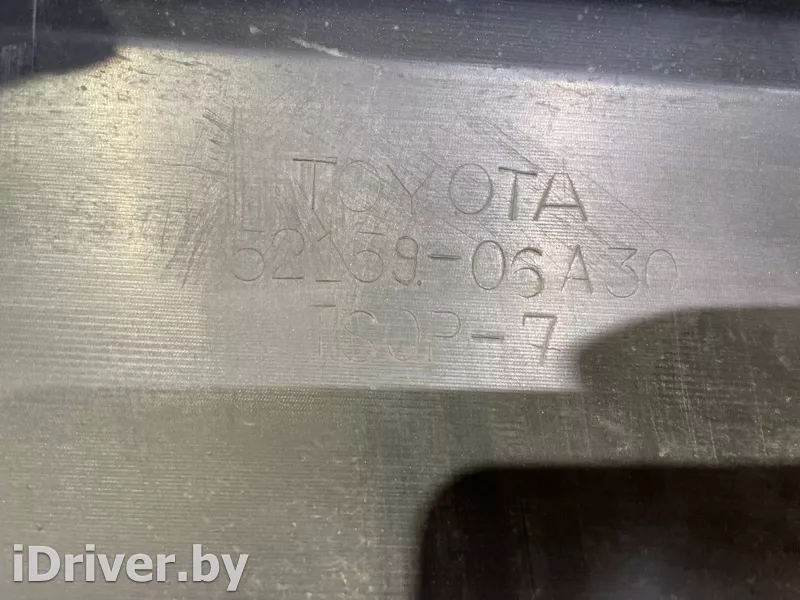 TOYOTA
52159-06A30
TSOP-7
iDriver.by